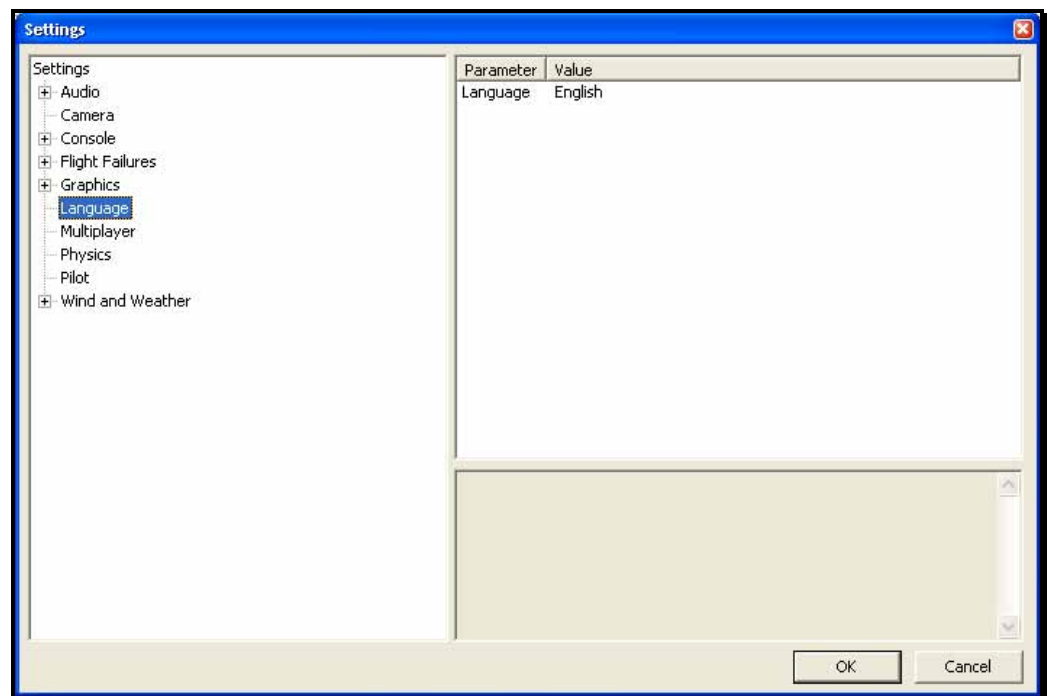 Settings
Settings
Audio
Camera
Console
Flight Failures
Graphics
Language
Multiplayer
Physics
Pilot
Wind and Weather
Parameter Value
Language English
OK Cancel